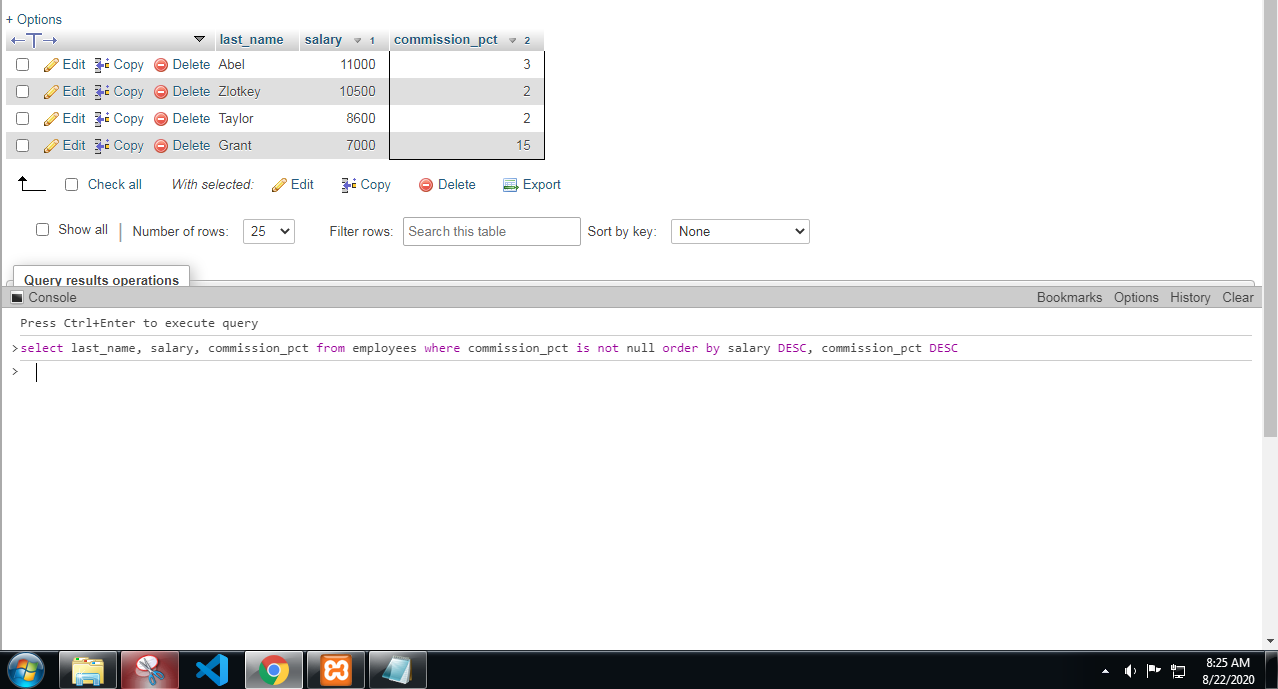 + Options
←T→ last_name salary 1 commission_pct 2
Edit Copy Delete Abel 11000 3
Edit Copy Delete Zlotkey 10500 2
Edit Copy Delete Taylor 8600 2
Edit Copy Delete Grant 7000 15
Check all With selected: Edit Copy Delete Export
Show all | Number of rows: 25 Filter rows: Search this table Sort by key: None
Query results operations
Console Bookmarks Options History Clear
Press Ctrl+Enter to execute query
>select last_name, salary, commission_pct from employees where commission_pct is not null order by salary DESC, commission_pct DESC
>
8:25 AM
8/22/2020